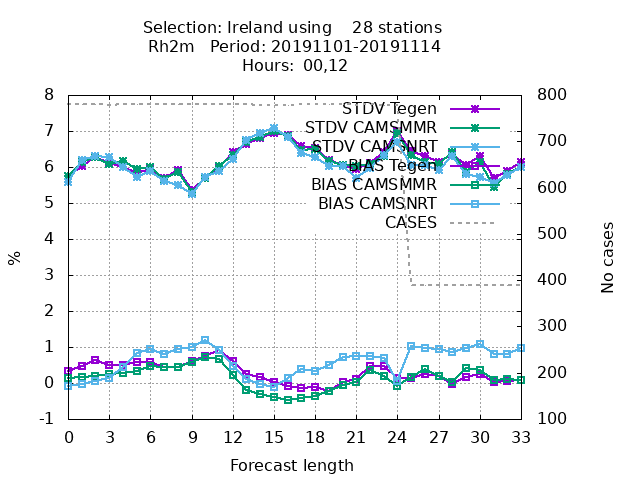 Selection: Ireland using 28 stations
Rh2m Period: 20191101-20191114
Hours: 00,12
STDV Tegen
STDV CAMSMMR
STDV CAMSNRT
BIAS Tegen
BIAS CAMSMMR
BIAS CAMSNRT
CASES
8
7
6
5
4
3
2
1
0
-1
%
800
700
600
500
400
300
200
100
No cases
0 3 6 9 12 15 18 21 24 27 30 33
Forecast length